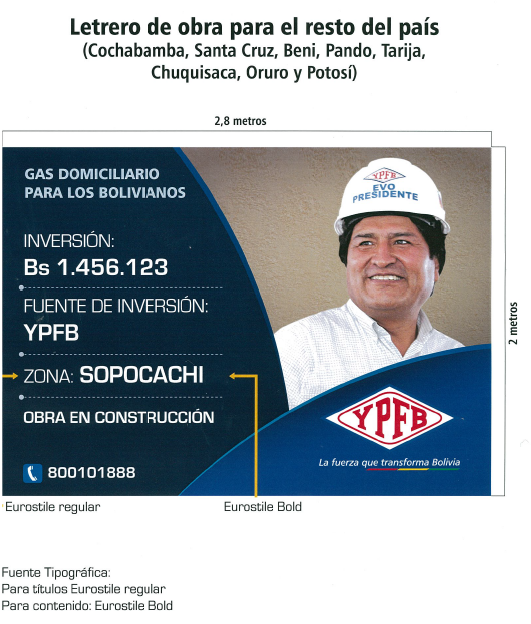 Letrero de obra para el resto del país
(Cochabamba, Santa Cruz, Beni, Pando, Tarija,
Chuquisaca, Oruro y Potosí)
2,8 metros
GAS DOMICILIARIO
PARA LOS BOLIVIANOS
INVERSIÓN:
Bs 1.456.123
FUENTE DE INVERSIÓN:
YPFB
ZONA: SOPOCACHI
OBRA EN CONSTRUCCIÓN
800101888
YPFB
EVO
PRESIDENTE
YPFB
La fuerza que transforma Bolivia
2 metros
Eurostile regular
Eurostile Bold
Fuente Tipográfica:
Para títulos Eurostile regular
Para contenido: Eurostile Bold